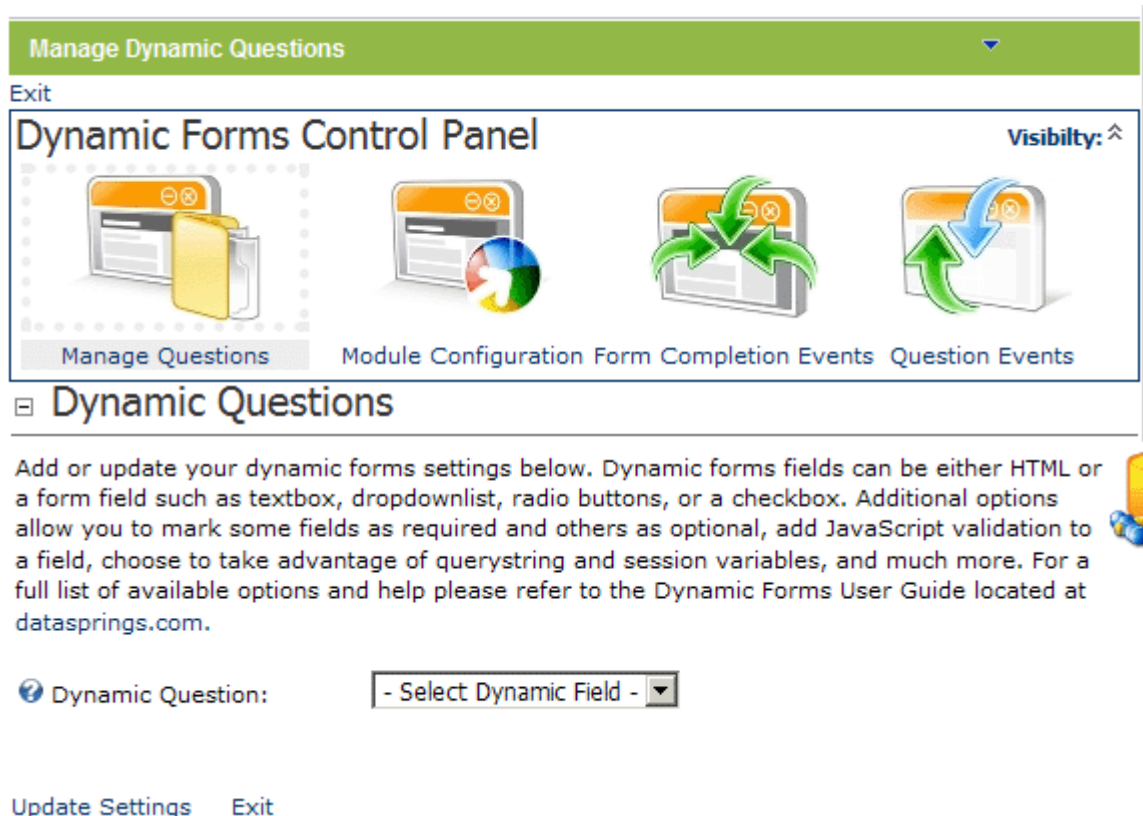 Manage Dynamic Questions
Exit
Dynamic Forms Control Panel
Visibilty:
Manage Questions
Module Configuration
Form Completion Events
Question Events
Dynamic Questions
Add or update your dynamic forms settings below. Dynamic forms fields can be either HTML or
a form field such as textbox, dropdownlist, radio buttons, or a checkbox. Additional options
allow you to mark some fields as required and others as optional, add JavaScript validation to
a field, choose to take advantage of querystring and session variables, and much more. For a
full list of available options and help please refer to the Dynamic Forms User Guide located at
datasprings.com.
Dynamic Question:
- Select Dynamic Field -
Update Settings
Exit